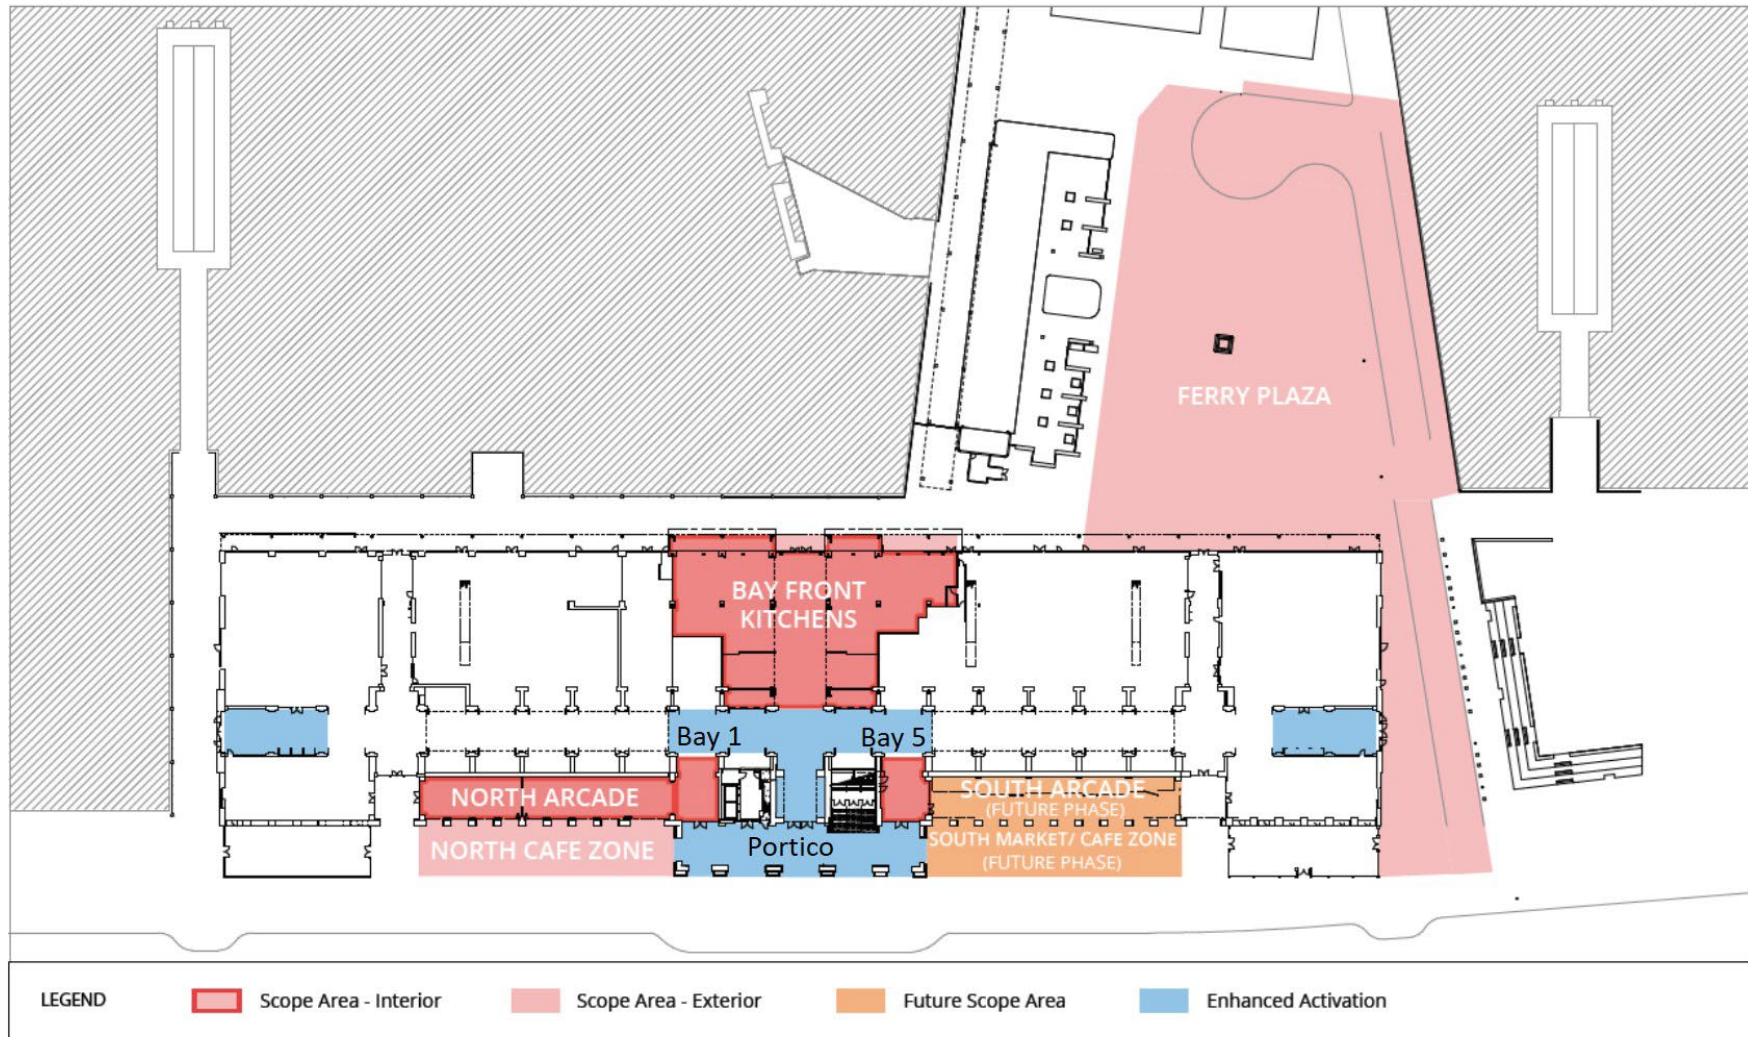 FERRY PLAZA
BAY FRONT
KITCHENS
Bay 1
Bay 5
NORTH ARCADE
SOUTH ARCADE
(FUTURE PHASE)
NORTH CAFE ZONE
Portico
SOUTH MARKET/ CAFE ZONE
(FUTURE PHASE)
LEGEND
Scope Area - Interior
Scope Area - Exterior
Future Scope Area
Enhanced Activation